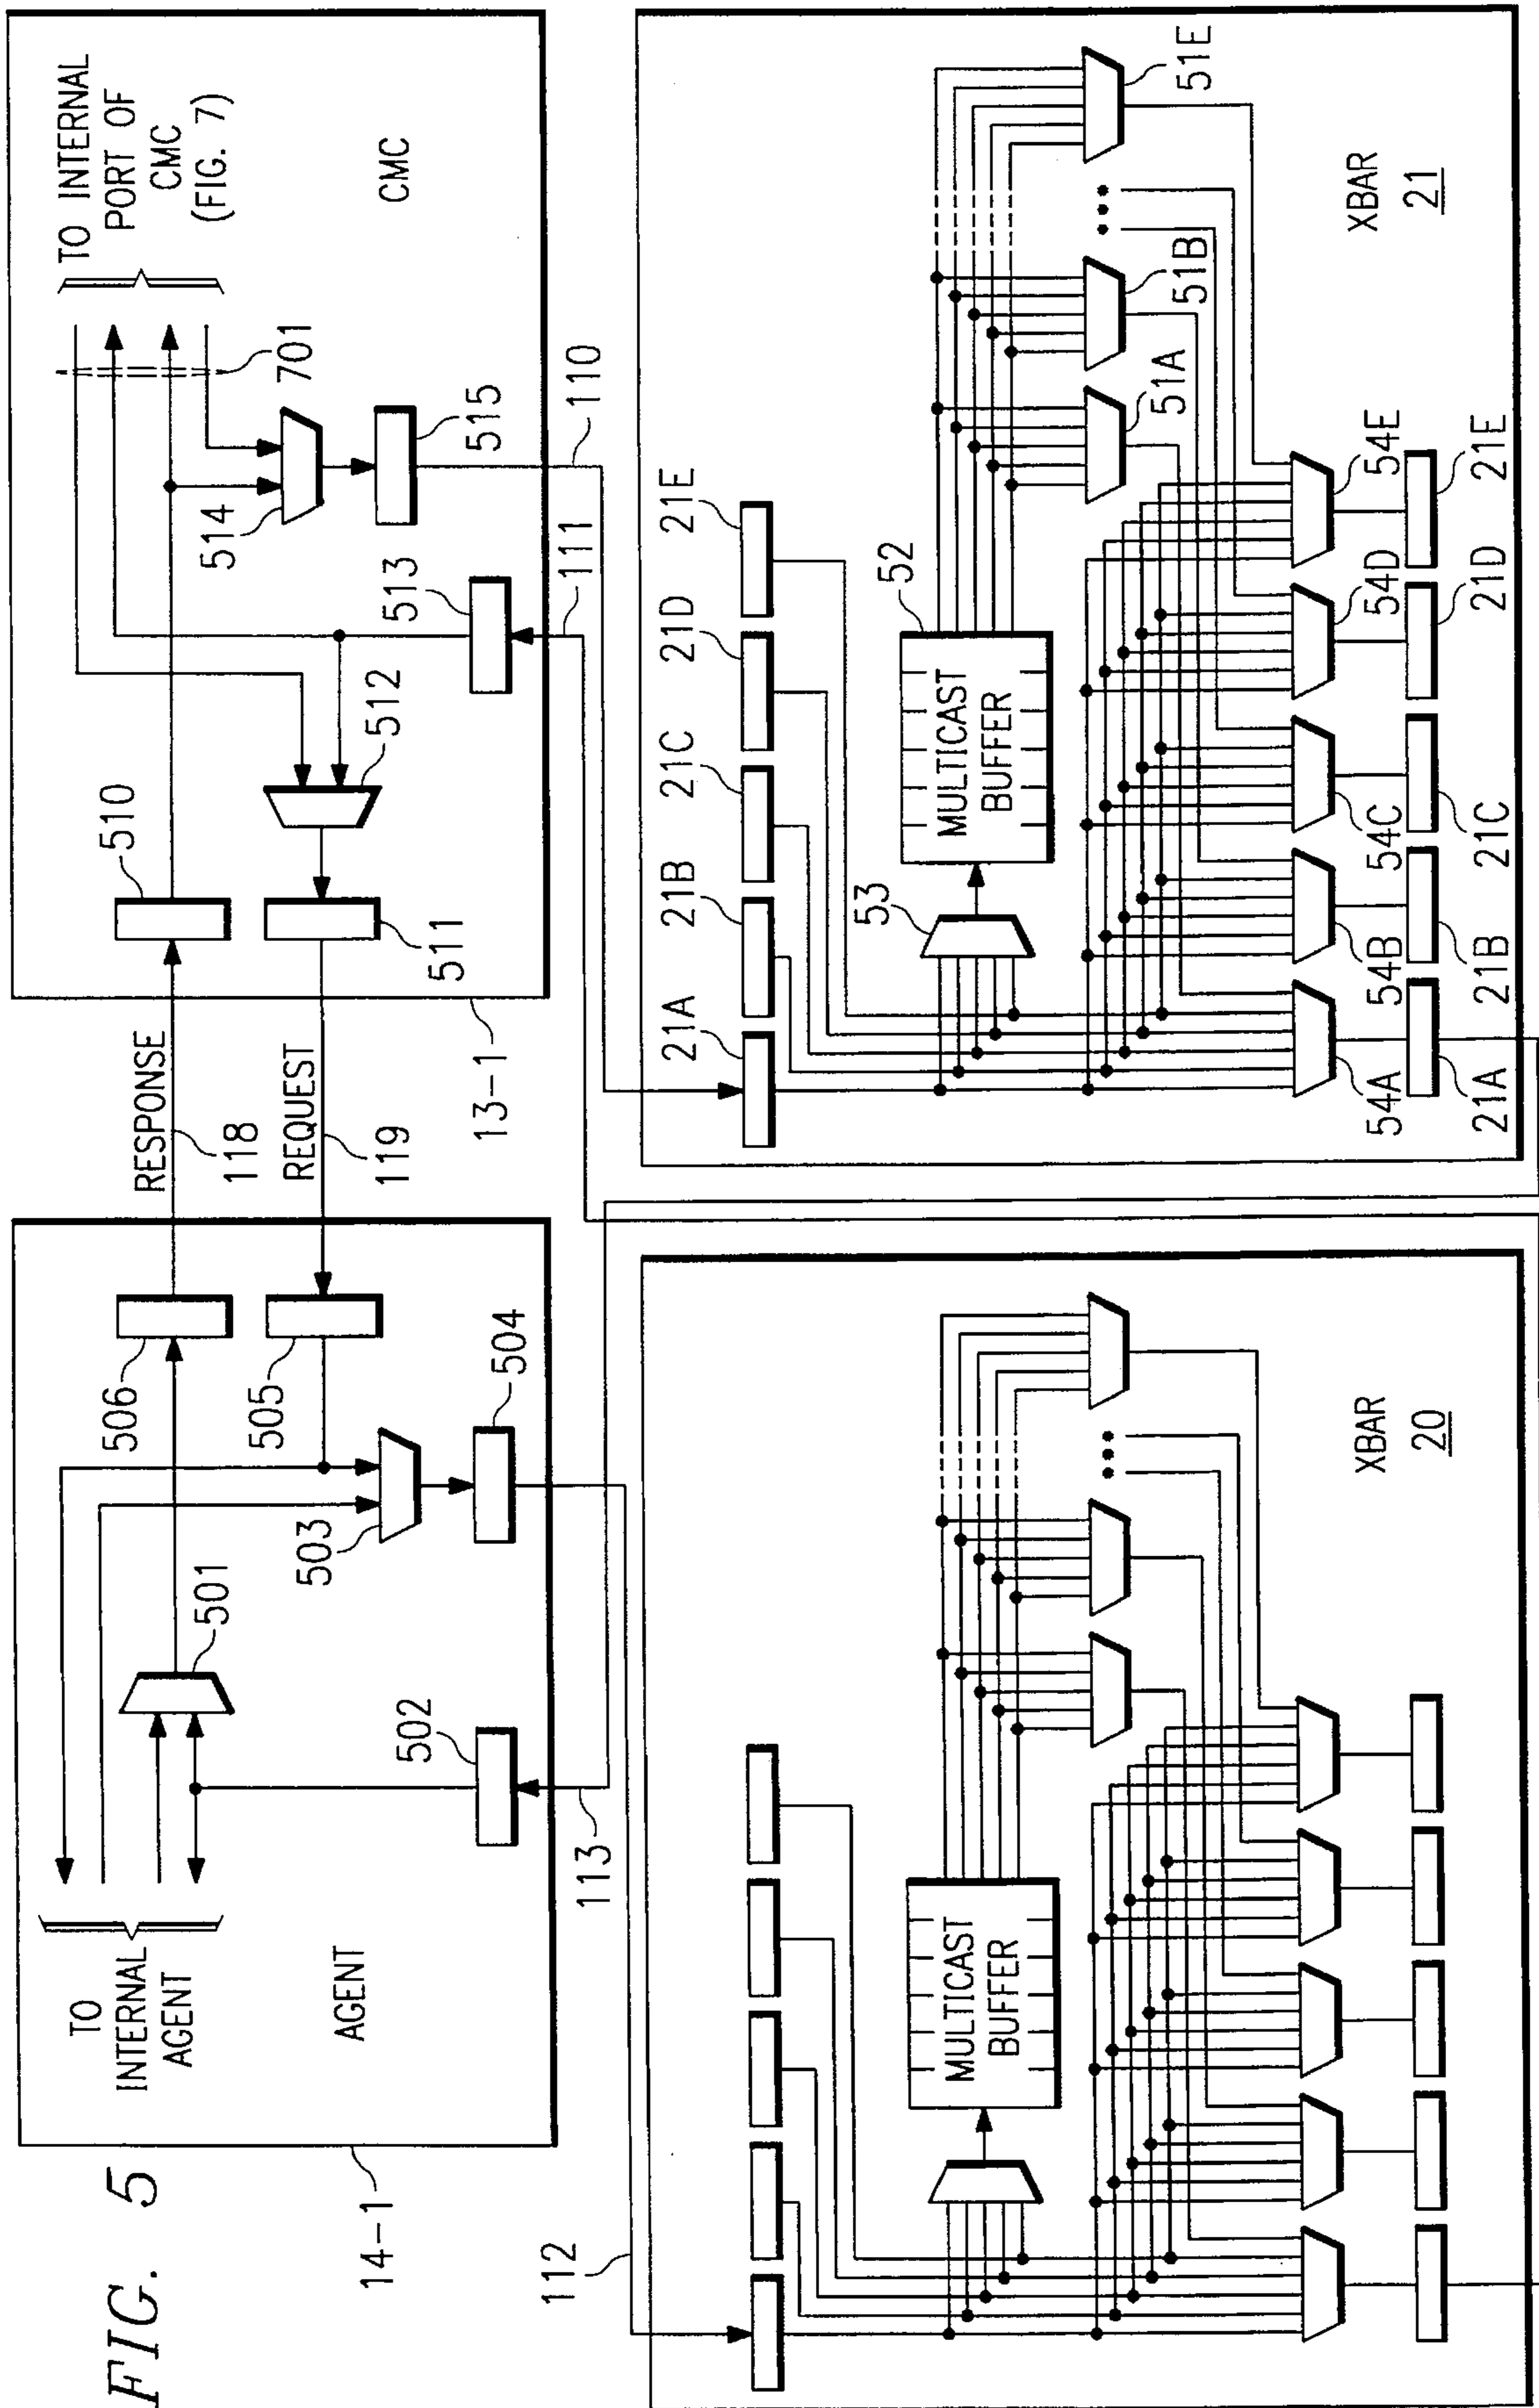 FIG. 5
TO
INTERNAL
AGENT
AGENT
14-1
501
502
503
504
505
506
113
112
RESPONSE
118
REQUEST
119
13-1
510
511
512
513
514
515
701
TO INTERNAL
PORT OF
CMC
(FIG. 7)
CMC
110
111
MULTICAST
BUFFER
XBAR
20
21A
21B
21C
21D
21E
53
52
MULTICAST
BUFFER
51A
51B
51E
XBAR
21
54A
54B
54C
54D
54E
21A
21B
21C
21D
21E